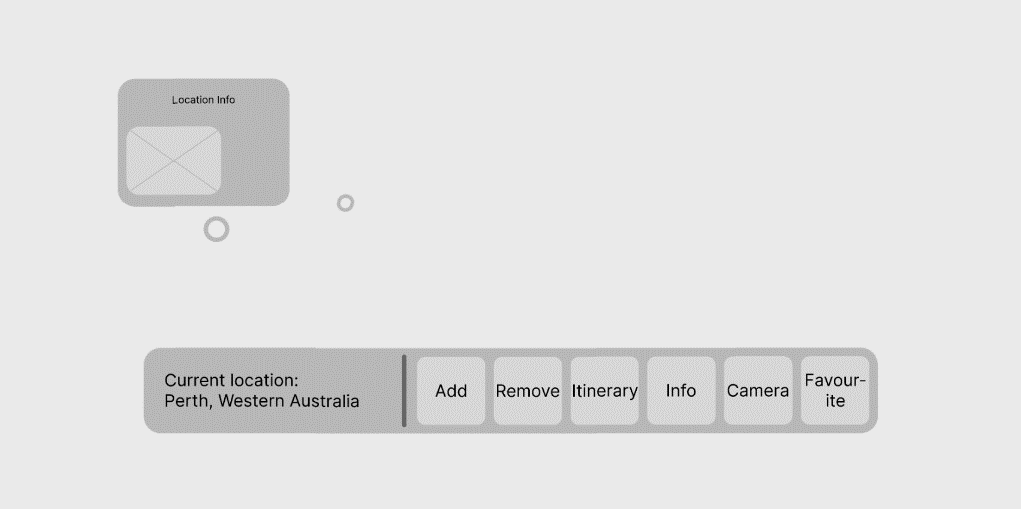 Location Info
Current location:
Perth, Western Australia
Add
Remove
Itinerary
Info
Camera
Favour-
ite